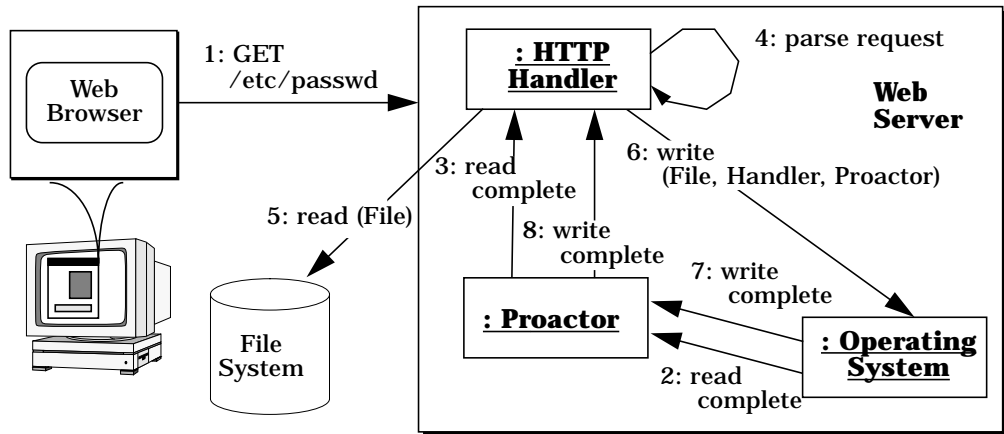 1: GET
/etc/passwd
Web
Browser
: HTTP
Handler
4: parse request
Web
Server
3: read
complete
6: write
(File, Handler, Proactor)
5: read (File)
8: write
complete
7: write
complete
: Proactor
File
System
: Operating
System
2: read
complete